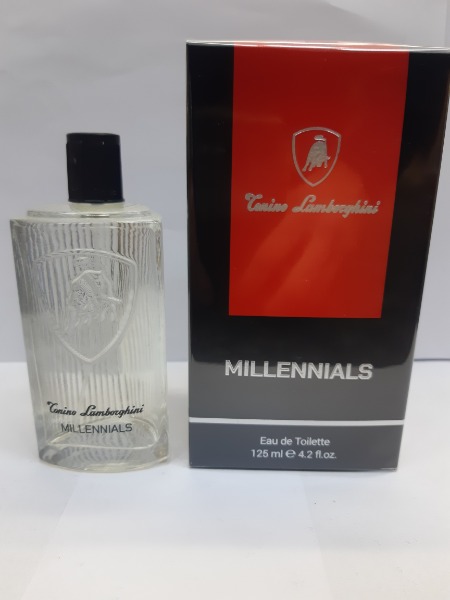 Tonino Lamborghini
MILLENNIALS
Tonino Lamborghini
MILLENNIALS
Eau de Toilette
125 ml ℮ 4.2 fl.oz.